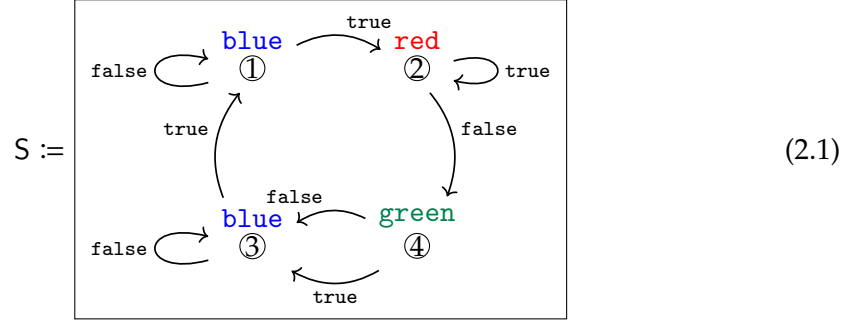 true
blue red
false ① ② true
S := true false (2.1)
false
blue green
false ③ ④
true